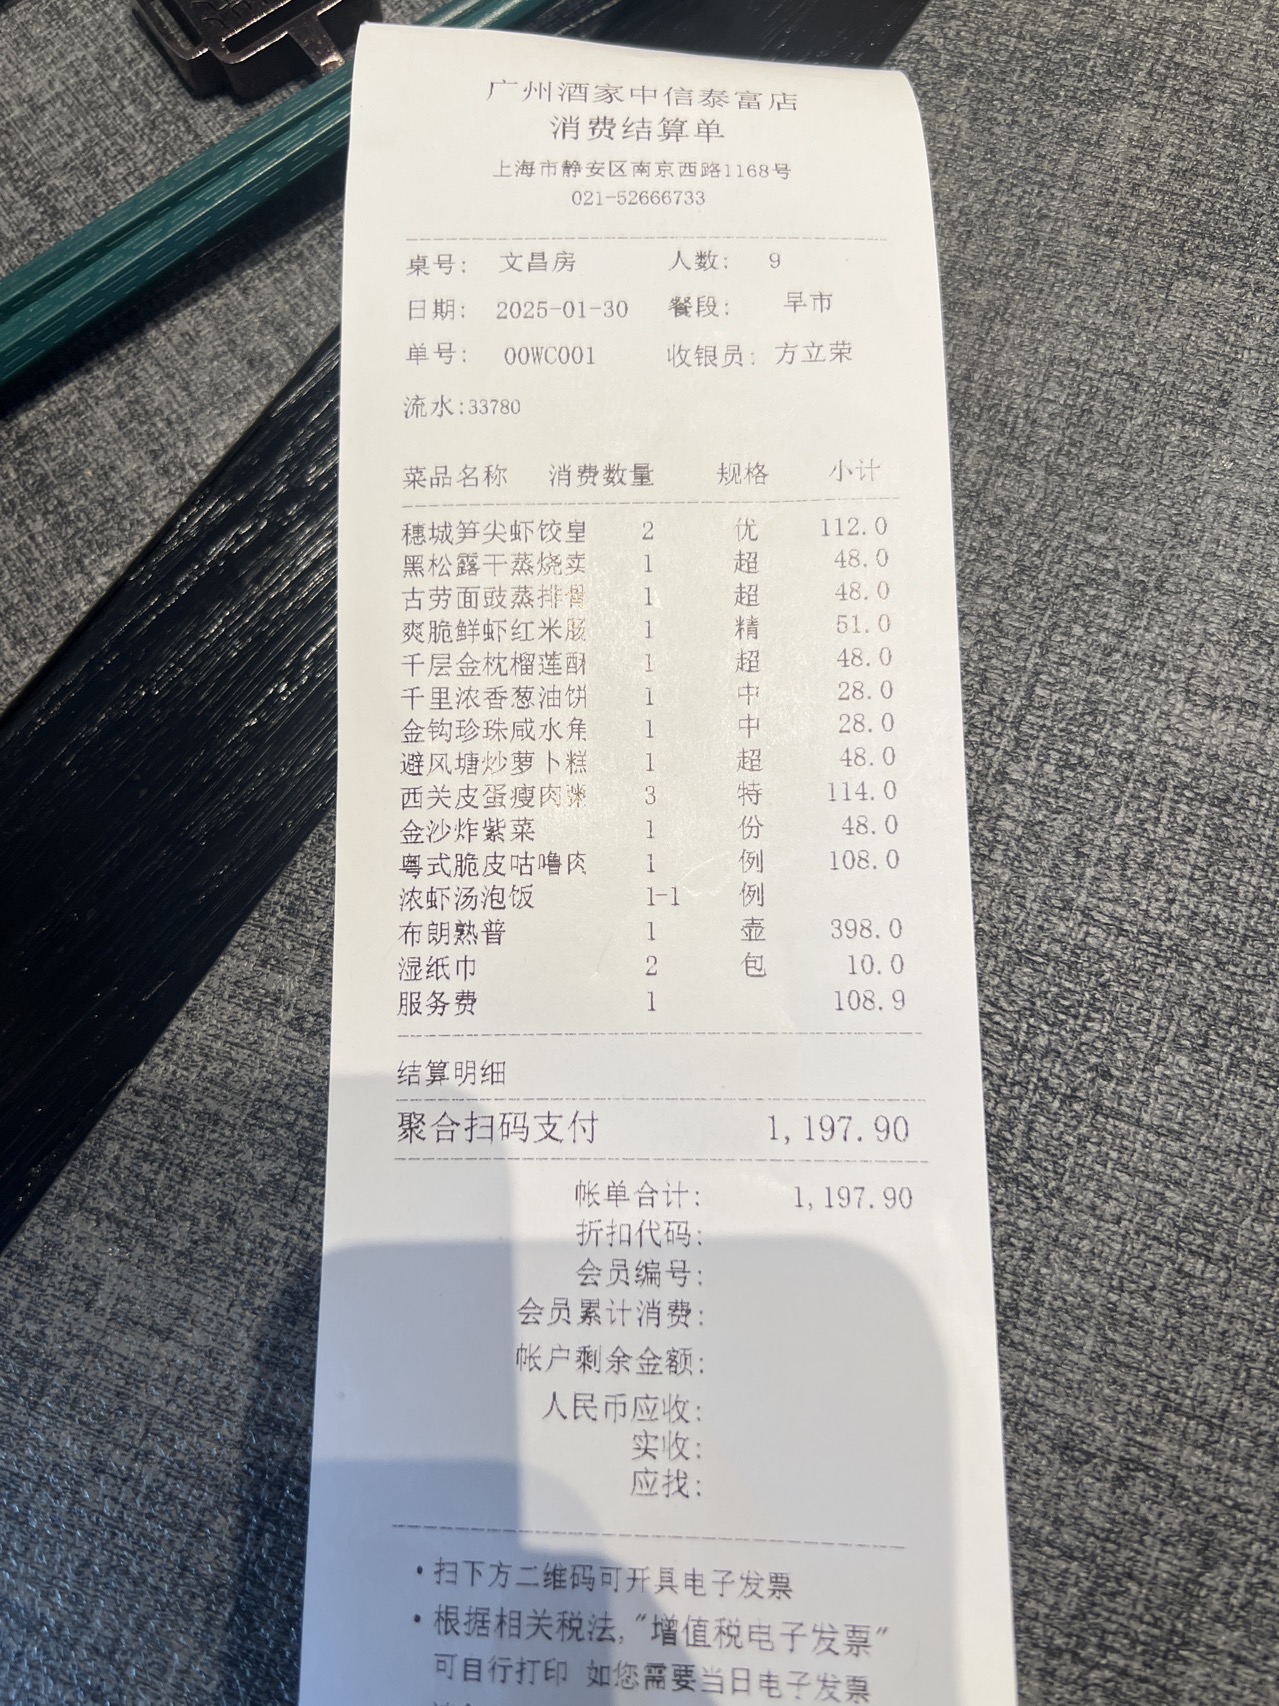 广州酒家中信泰富店
消费结算单
上海市静安区南京西路1168号
021-52666733
桌号: 文昌房 人数: 9
日期: 2025-01-30 餐段: 早市
单号: 00WC001 收银员: 方立荣
流水:33780
菜品名称 消费数量 规格 小计
穗城笋尖虾饺皇 2 优 112.0
黑松露干蒸烧卖 1 超 48.0
古劳面豉蒸排骨 1 超 48.0
爽脆鲜虾红米肠 1 精 51.0
千层金枕榴莲酥 1 超 48.0
千里浓香葱油饼 1 中 28.0
金钩珍珠咸水角 1 中 28.0
避风塘炒萝卜糕 1 超 48.0
西关皮蛋瘦肉粥 3 特 114.0
金沙炸紫菜 1 份 48.0
粤式脆皮咕噜肉 1 例 108.0
浓虾汤泡饭 1-1 例
布朗熟普 1 壶 398.0
湿纸巾 2 包 10.0
服务费 1 108.9
结算明细
聚合扫码支付 1,197.90
帐单合计: 1,197.90
折扣代码:
会员编号:
会员累计消费:
帐户剩余金额:
人民币应收:
实收:
应找:
·扫下方二维码可开具电子发票
·根据相关税法,"增值税电子发票"
可自行打印 如您需要当日电子发票